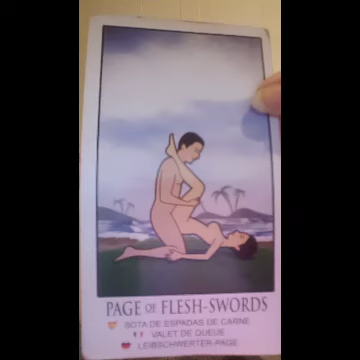 PAGE OF FLESH-SWORDS
SOTA DE ESPADAS DE CARNE
VALET DE QUEUE
LEIBSCHWERTER-PAGE